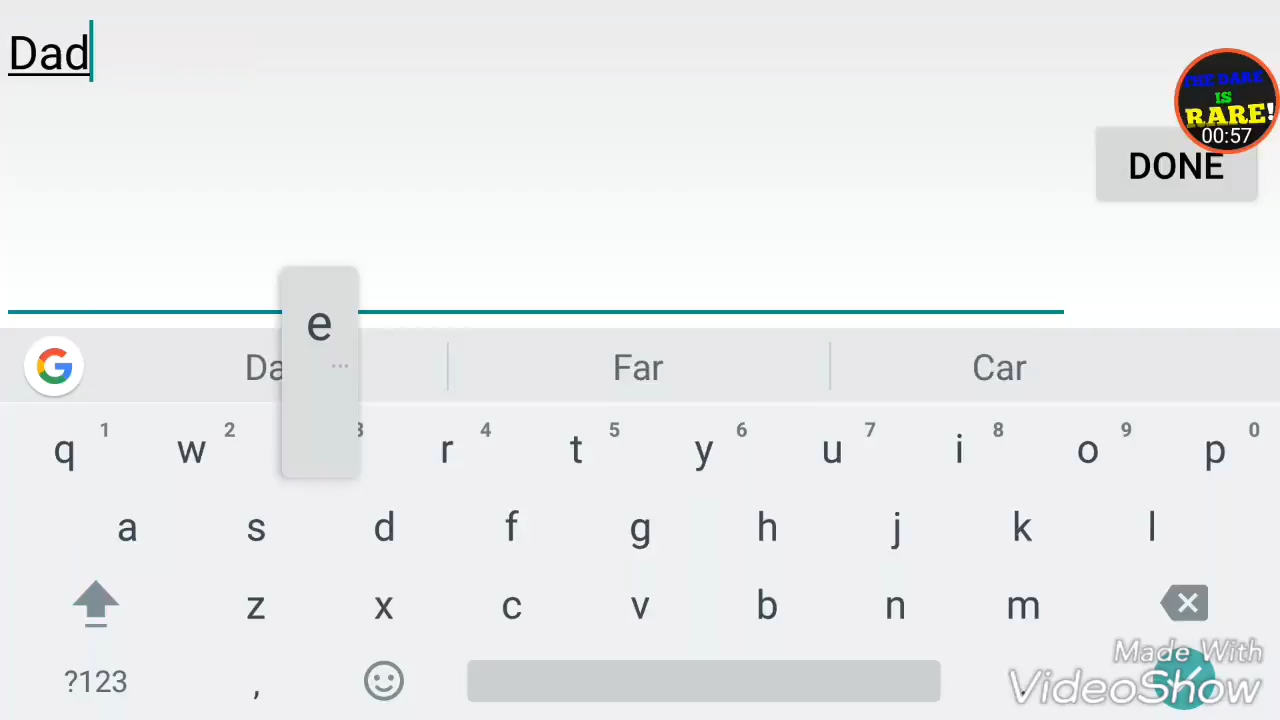 Dad
THE DARE
IS
RARE!
00:57
DONE
e
...
Far
Car
1 2 3 4 5 6 7 8 9 0
q w r t y u i o p
a s d f g h j k l
z x c v b n m
?123 , .
Made With
VideoShow